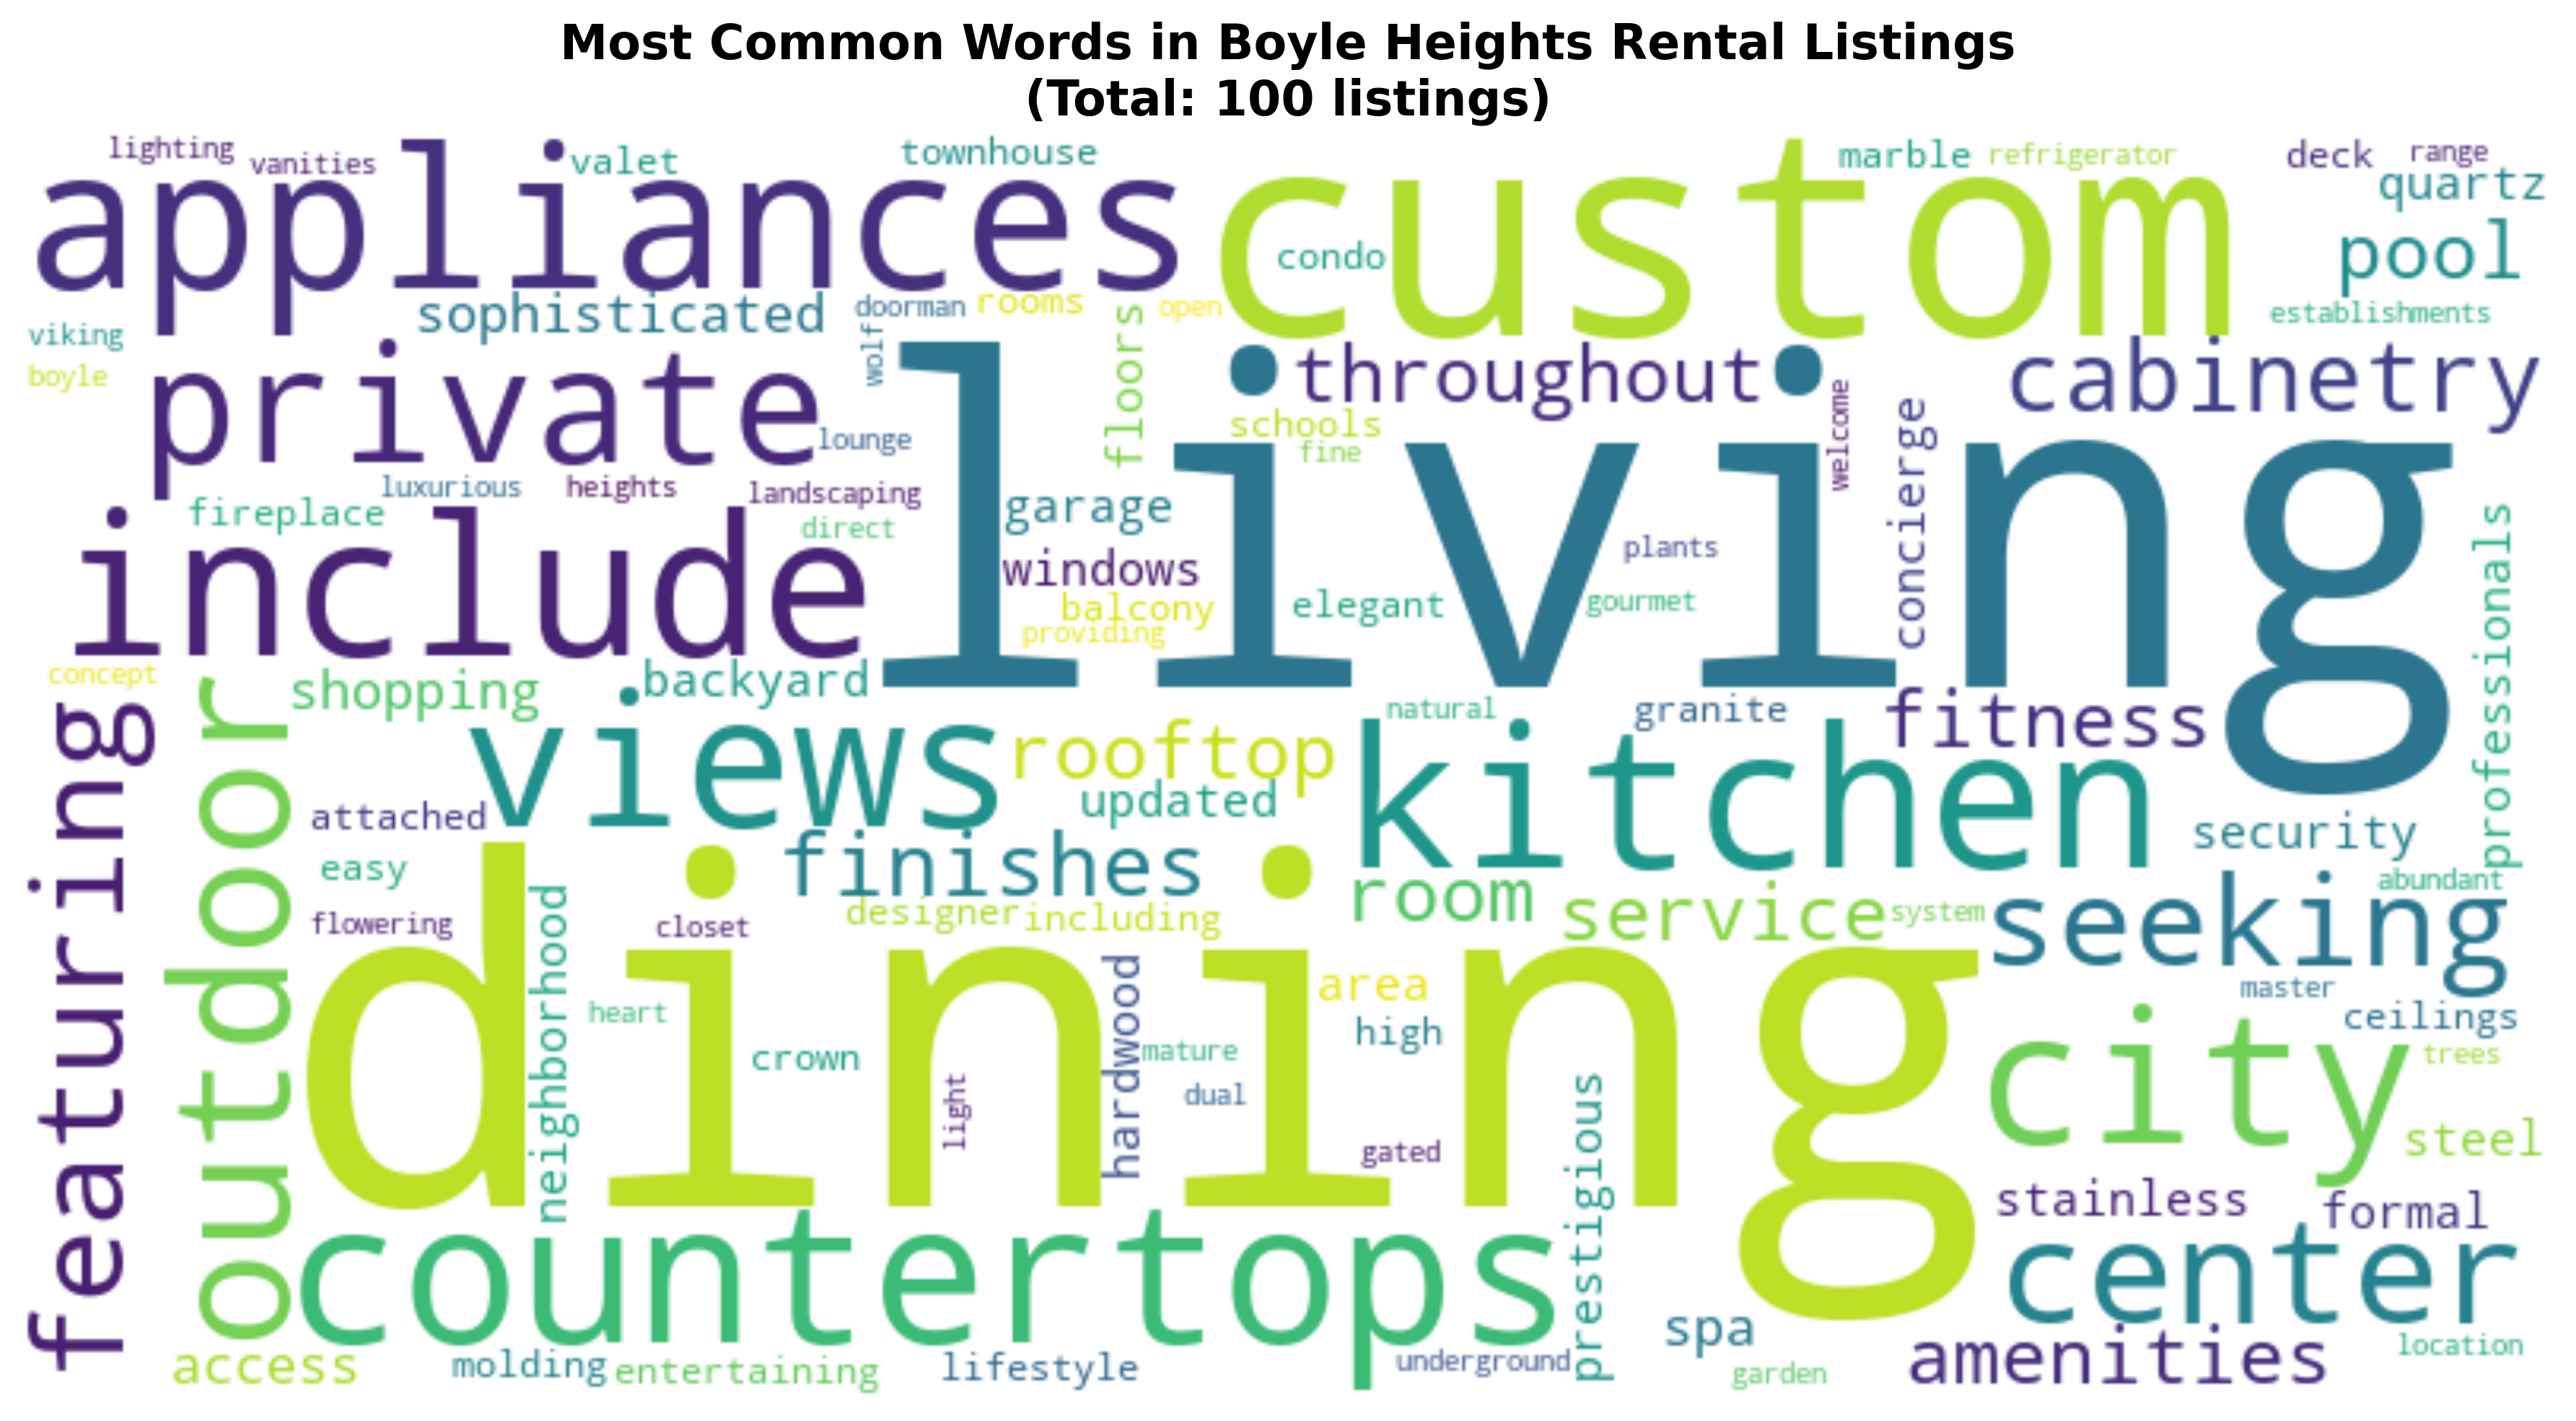 Most Common Words in Boyle Heights Rental Listings
(Total: 100 listings)
lighting
vanities
valet
townhouse
marble
refrigerator
deck
range
quartz
appliances
custom
condo
pool
sophisticated
doorman
rooms
open
establishments
viking
wolf
floors
boyle
private
throughout
cabinetry
lounge
schools
fine
welcome
concierge
living
luxurious
heights
landscaping
fireplace
direct
garage
include
windows
plants
balcony
elegant
gourmet
providing
professionals
concept
shopping
backyard
natural
granite
fitness
featuring
outdoor
views
rooftop
kitchen
updated
attached
security
easy
finishes
room
service
system
seeking
abundant
flowering
closet
designer
including
neighborhood
dining
heart
hardwood
area
high
master
ceilings
crown
mature
city
trees
light
dual
gated
prestigious
steel
stainless
formal
countertops
center
spa
amenities
location
access
molding
entertaining
lifestyle
underground
garden